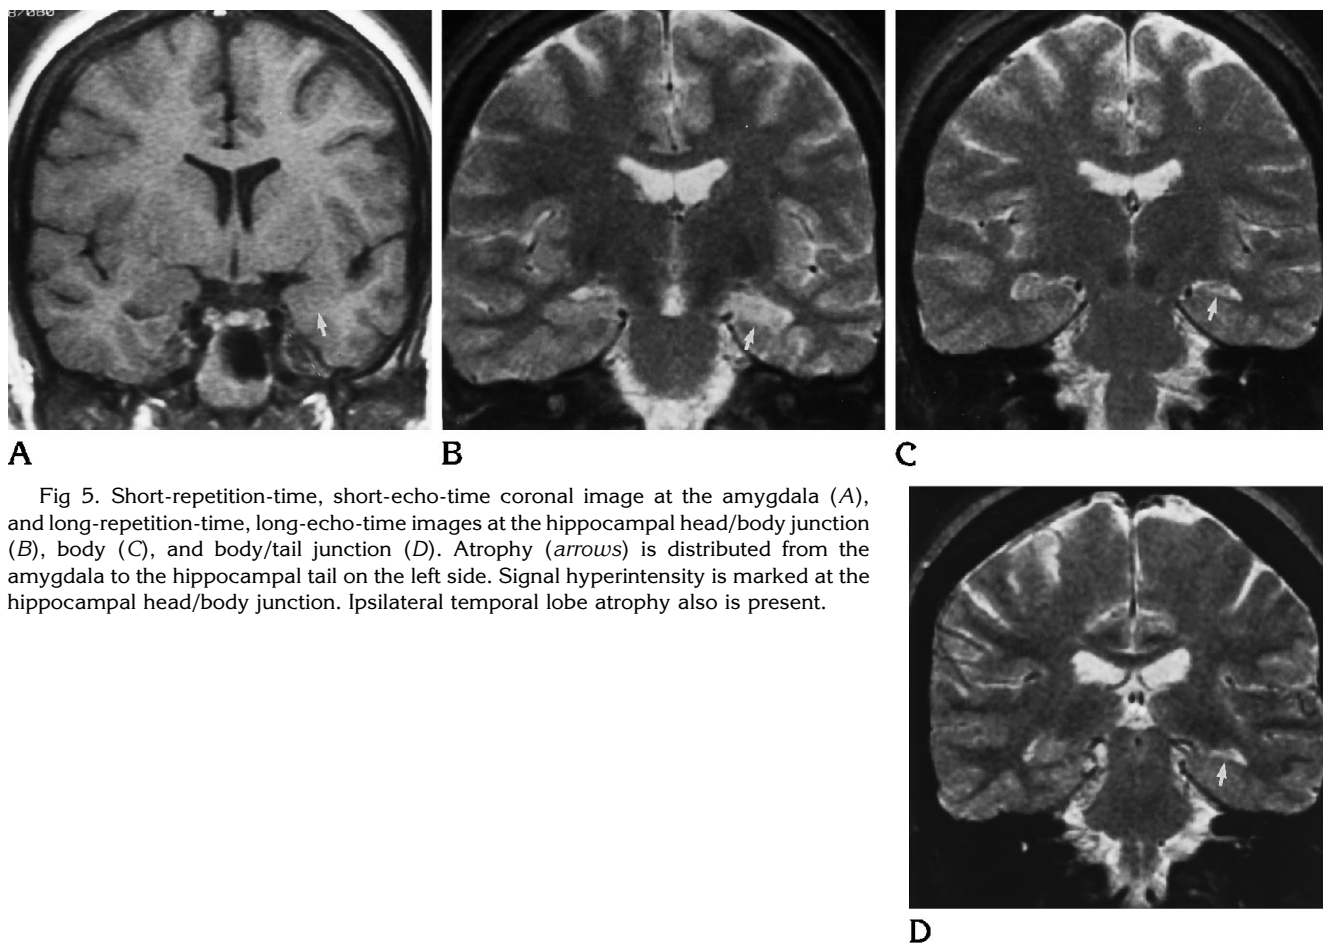 A
B
C
Fig 5. Short-repetition-time, short-echo-time coronal image at the amygdala (A),
and long-repetition-time, long-echo-time images at the hippocampal head/body junction
(B), body (C), and body/tail junction (D). Atrophy (arrows) is distributed from the
amygdala to the hippocampal tail on the left side. Signal hyperintensity is marked at the
hippocampal head/body junction. Ipsilateral temporal lobe atrophy also is present.
D